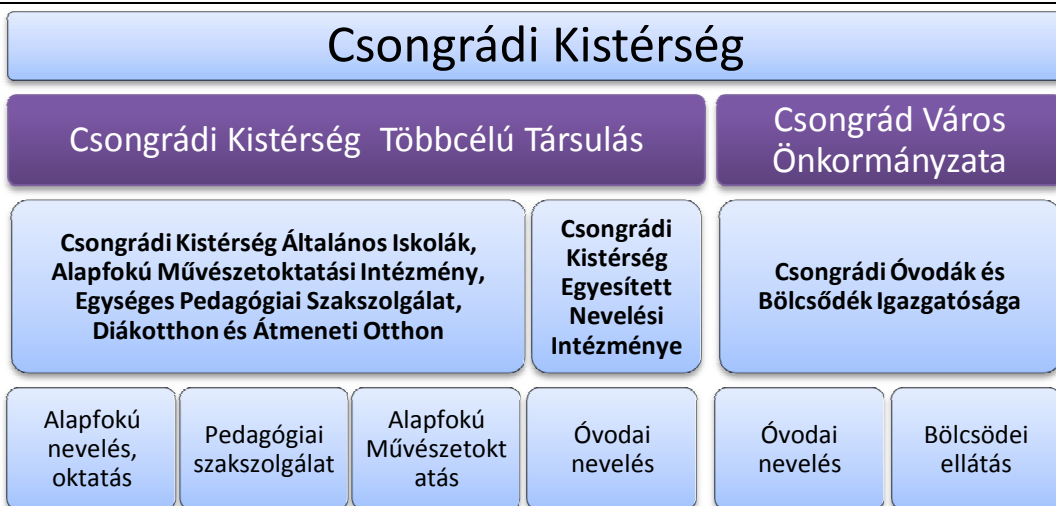 Csongrádi Kistérség
Csongrádi Kistérség Többcélú Társulás
Csongrád Város
Önkormányzata
Csongrádi Kistérség Általános Iskolák,
Alapfokú Művészetoktatási Intézmény,
Egységes Pedagógiai Szakszolgálat,
Diákotthon és Átmeneti Otthon
Csongrádi
Kistérség
Egyesített
Nevelési
Intézménye
Csongrádi Óvodák és
Bölcsődék Igazgatósága
Alapfokú
nevelés,
oktatás
Pedagógiai
szakszolgálat
Alapfokú
Művészetokt
atás
Óvodai
nevelés
Óvodai
nevelés
Bölcsödei
ellátás